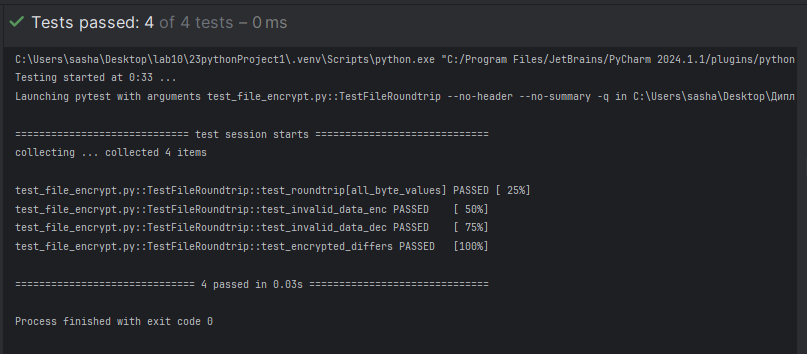 Tests passed: 4 of 4 tests – 0 ms
C:\Users\sasha\Desktop\lab10\23pythonProject1\.venv\Scripts\python.exe "C:/Program Files/JetBrains/PyCharm 2024.1.1/plugins/python
Testing started at 0:33 ...
Launching pytest with arguments test_file_encrypt.py::TestFileRoundtrip --no-header --no-summary -q in C:\Users\sasha\Desktop\Дипл
============================= test session starts =============================
collecting ... collected 4 items
test_file_encrypt.py::TestFileRoundtrip::test_roundtrip[all_byte_values] PASSED [ 25%]
test_file_encrypt.py::TestFileRoundtrip::test_invalid_data_enc PASSED    [ 50%]
test_file_encrypt.py::TestFileRoundtrip::test_invalid_data_dec PASSED    [ 75%]
test_file_encrypt.py::TestFileRoundtrip::test_encrypted_differs PASSED   [100%]
============================== 4 passed in 0.03s ==============================
Process finished with exit code 0